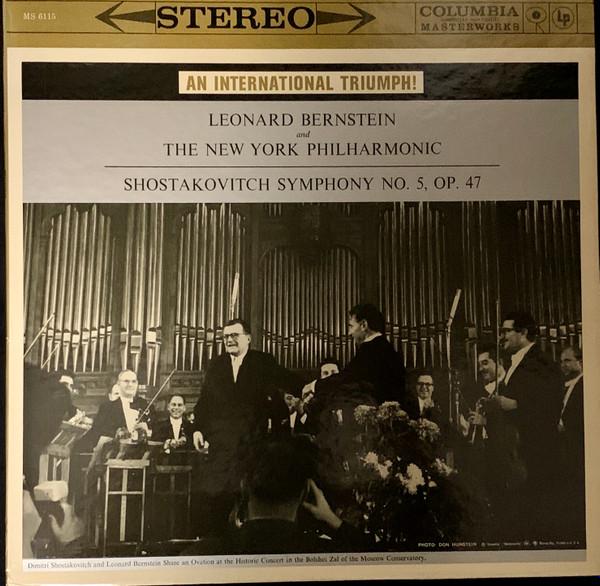 MS 6115
STEREO
COLUMBIA
MASTERWORKS
Lp
AN INTERNATIONAL TRIUMPH!
LEONARD BERNSTEIN
and
THE NEW YORK PHILHARMONIC
SHOSTAKOVITCH SYMPHONY NO. 5, OP. 47
PHOTO: DON HUNSTEIN
Dimitri Shostakovich and Leonard Bernstein Share an Ovation at the Historic Concert in the Bolshoi Zal of the Moscow Conservatory.